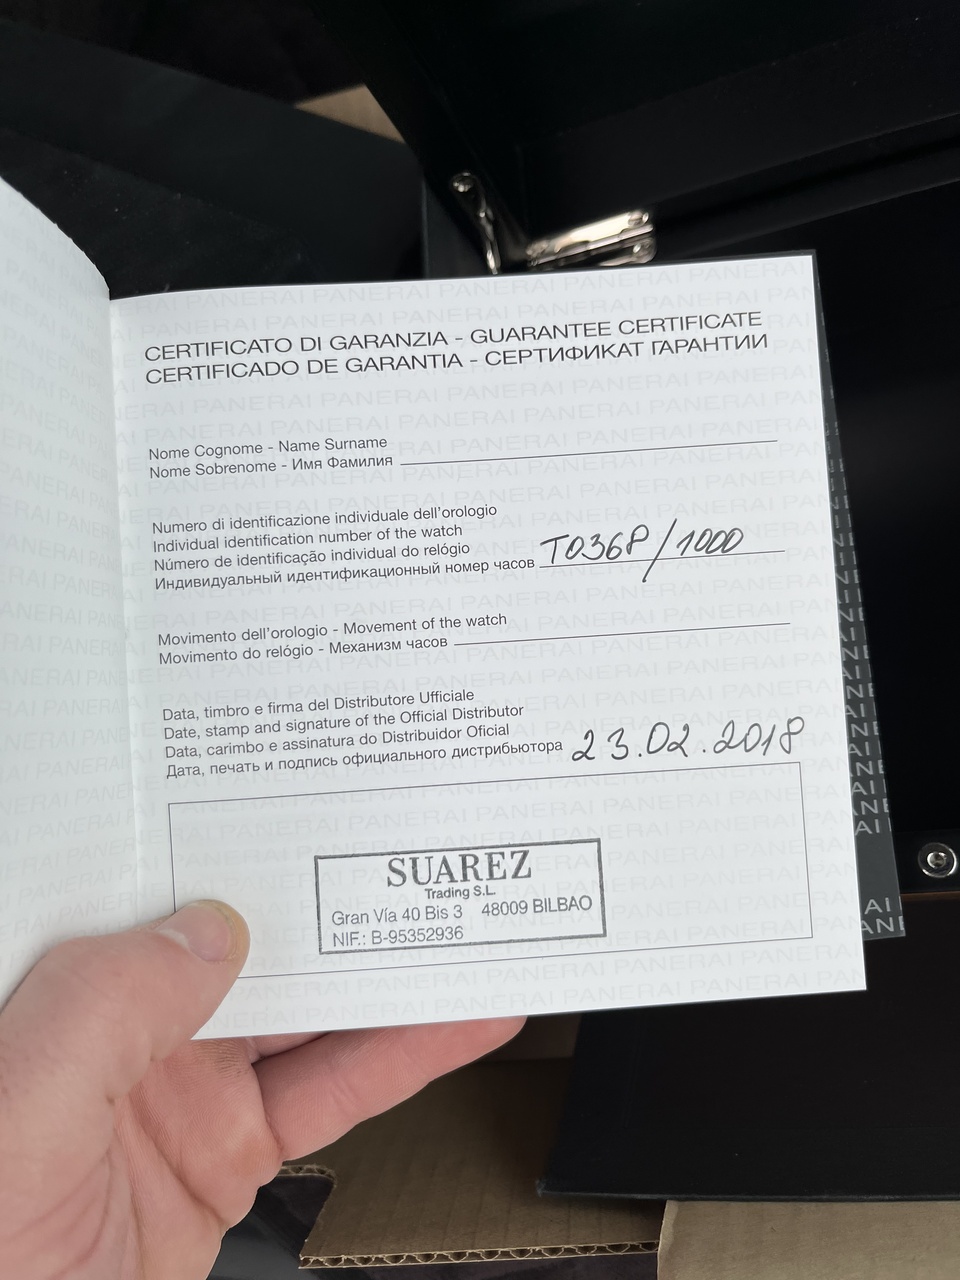 CERTIFICATO DI GARANZIA - GUARANTEE CERTIFICATE
CERTIFICADO DE GARANTIA - СЕРТИФИКАТ ГАРАНТИИ
Nome Cognome - Name Surname
Nome Sobrenome - Имя Фамилия
Numero di identificazione individuale dell'orologio
Individual identification number of the watch
Número de identificação individual do relógio
Индивидуальный идентификационный номер часов T0368/1000
Movimento dell'orologio - Movement of the watch
Movimento do relógio - Механизм часов
Data, timbro e firma del Distributore Ufficiale
Date, stamp and signature of the Official Distributor
Data, carimbo e assinatura do Distribuidor Oficial
Дата, печать и подпись официального дистрибьютора 23.02.2018
SUAREZ
Trading S.L.
Gran Vía 40 Bis 3 48009 BILBAO
NIF.: B-95352936